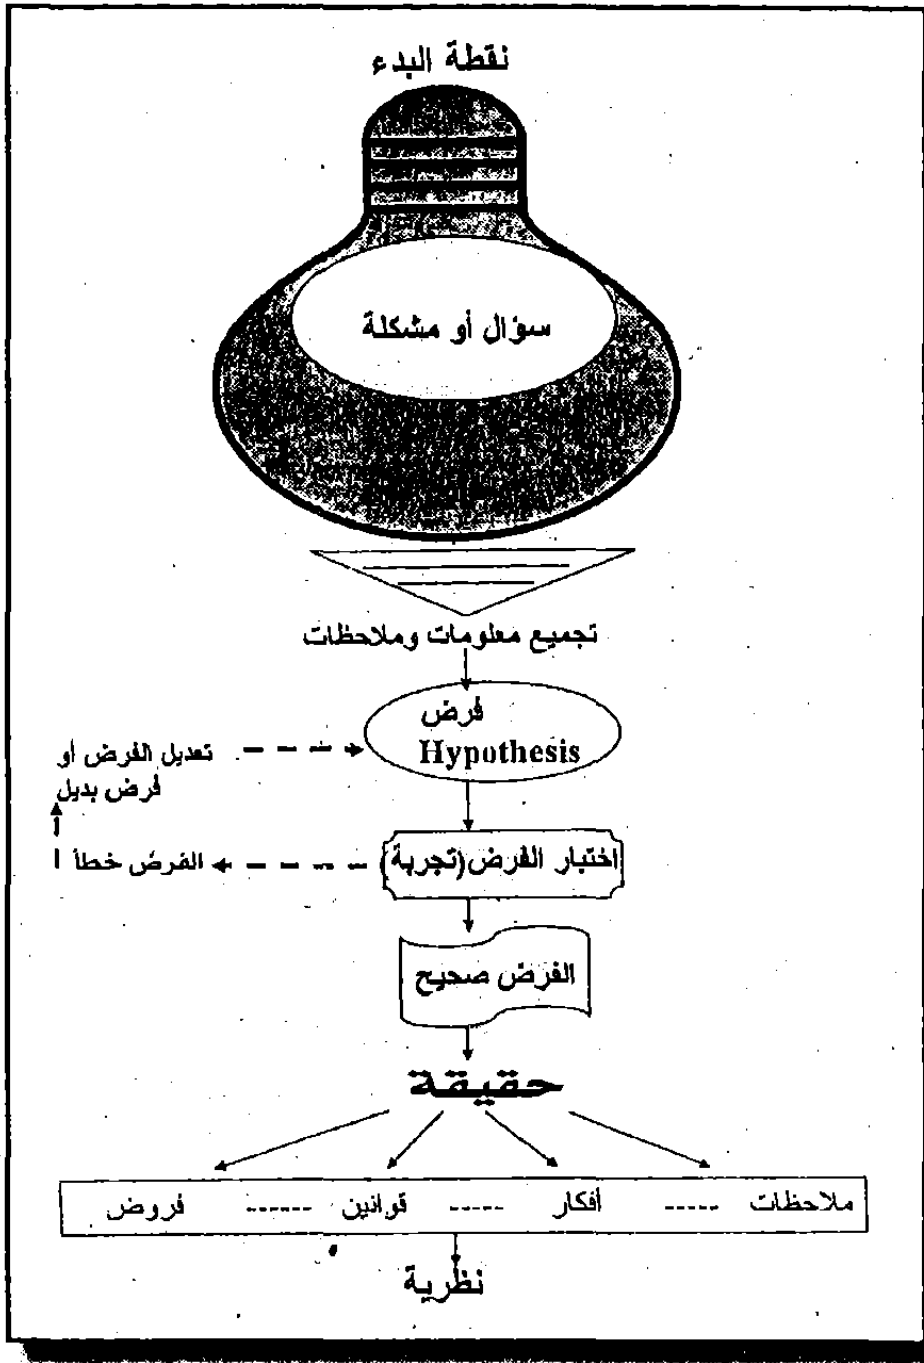 نقطة البدء
سؤال أو مشكلة
تجميع معلومات وملاحظات
فرض
Hypothesis
تعديل الفرض أو
فرض بديل
اختبار الفرض (تجربة)
الفرض خطأ
الفرض صحيح
حقيقة
ملاحظات ----- أفكار ----- قوانين ------ فروض
نظرية